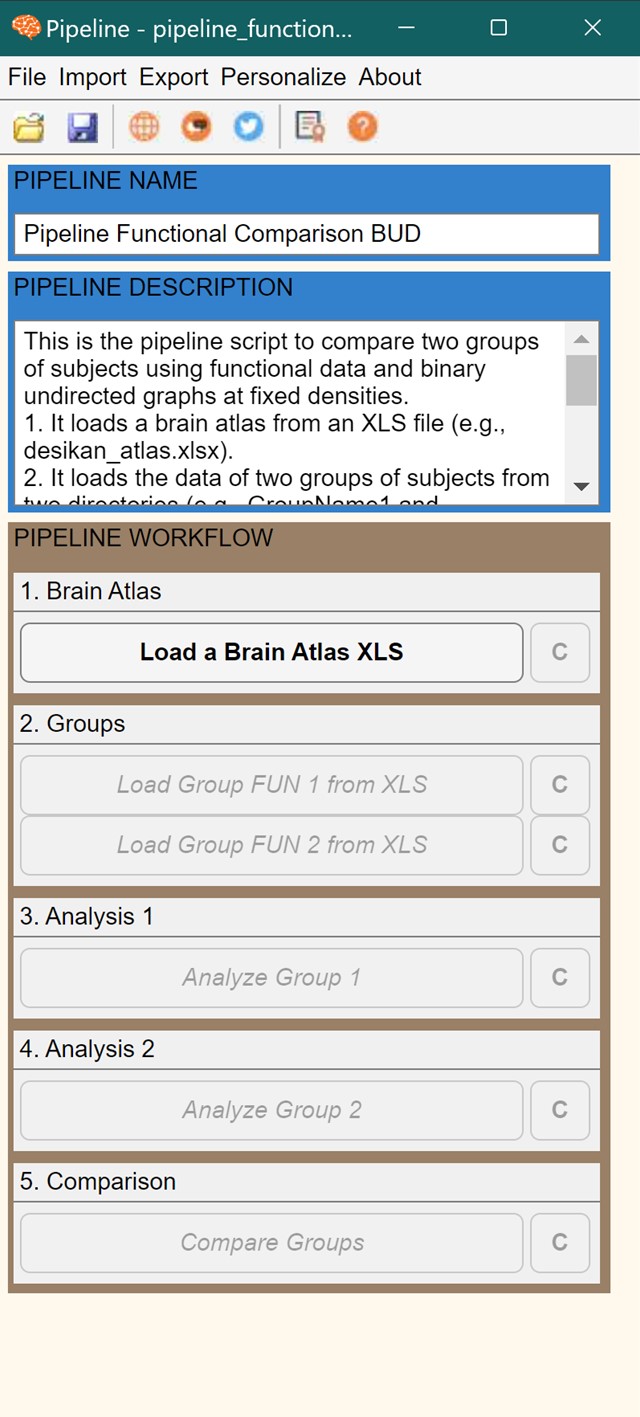 Pipeline - pipeline_function...
File Import Export Personalize About
PIPELINE NAME
Pipeline Functional Comparison BUD
PIPELINE DESCRIPTION
This is the pipeline script to compare two groups
of subjects using functional data and binary
undirected graphs at fixed densities.
1. It loads a brain atlas from an XLS file (e.g.,
desikan_atlas.xlsx).
2. It loads the data of two groups of subjects from
two directories (e.g., GroupName1 and
PIPELINE WORKFLOW
1. Brain Atlas
Load a Brain Atlas XLS C
2. Groups
Load Group FUN 1 from XLS C
Load Group FUN 2 from XLS C
3. Analysis 1
Analyze Group 1 C
4. Analysis 2
Analyze Group 2 C
5. Comparison
Compare Groups C